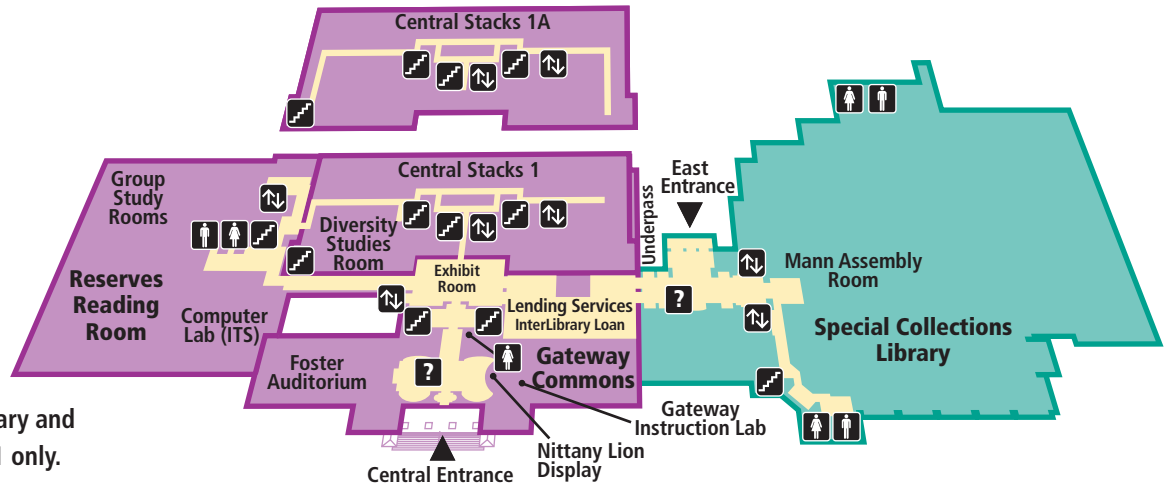 Central Stacks 1A
Group
Study
Rooms
Central Stacks 1
East
Entrance
Underpass
Diversity
Studies
Room
Reserves
Reading
Room
Exhibit
Room
Mann Assembly
Room
?
Computer
Lab (ITS)
Lending Services
InterLibrary Loan
Special Collections
Library
Foster
Auditorium
?
Gateway
Commons
Gateway
Instruction Lab
Nittany Lion
Display
Central Entrance
ary and
only.